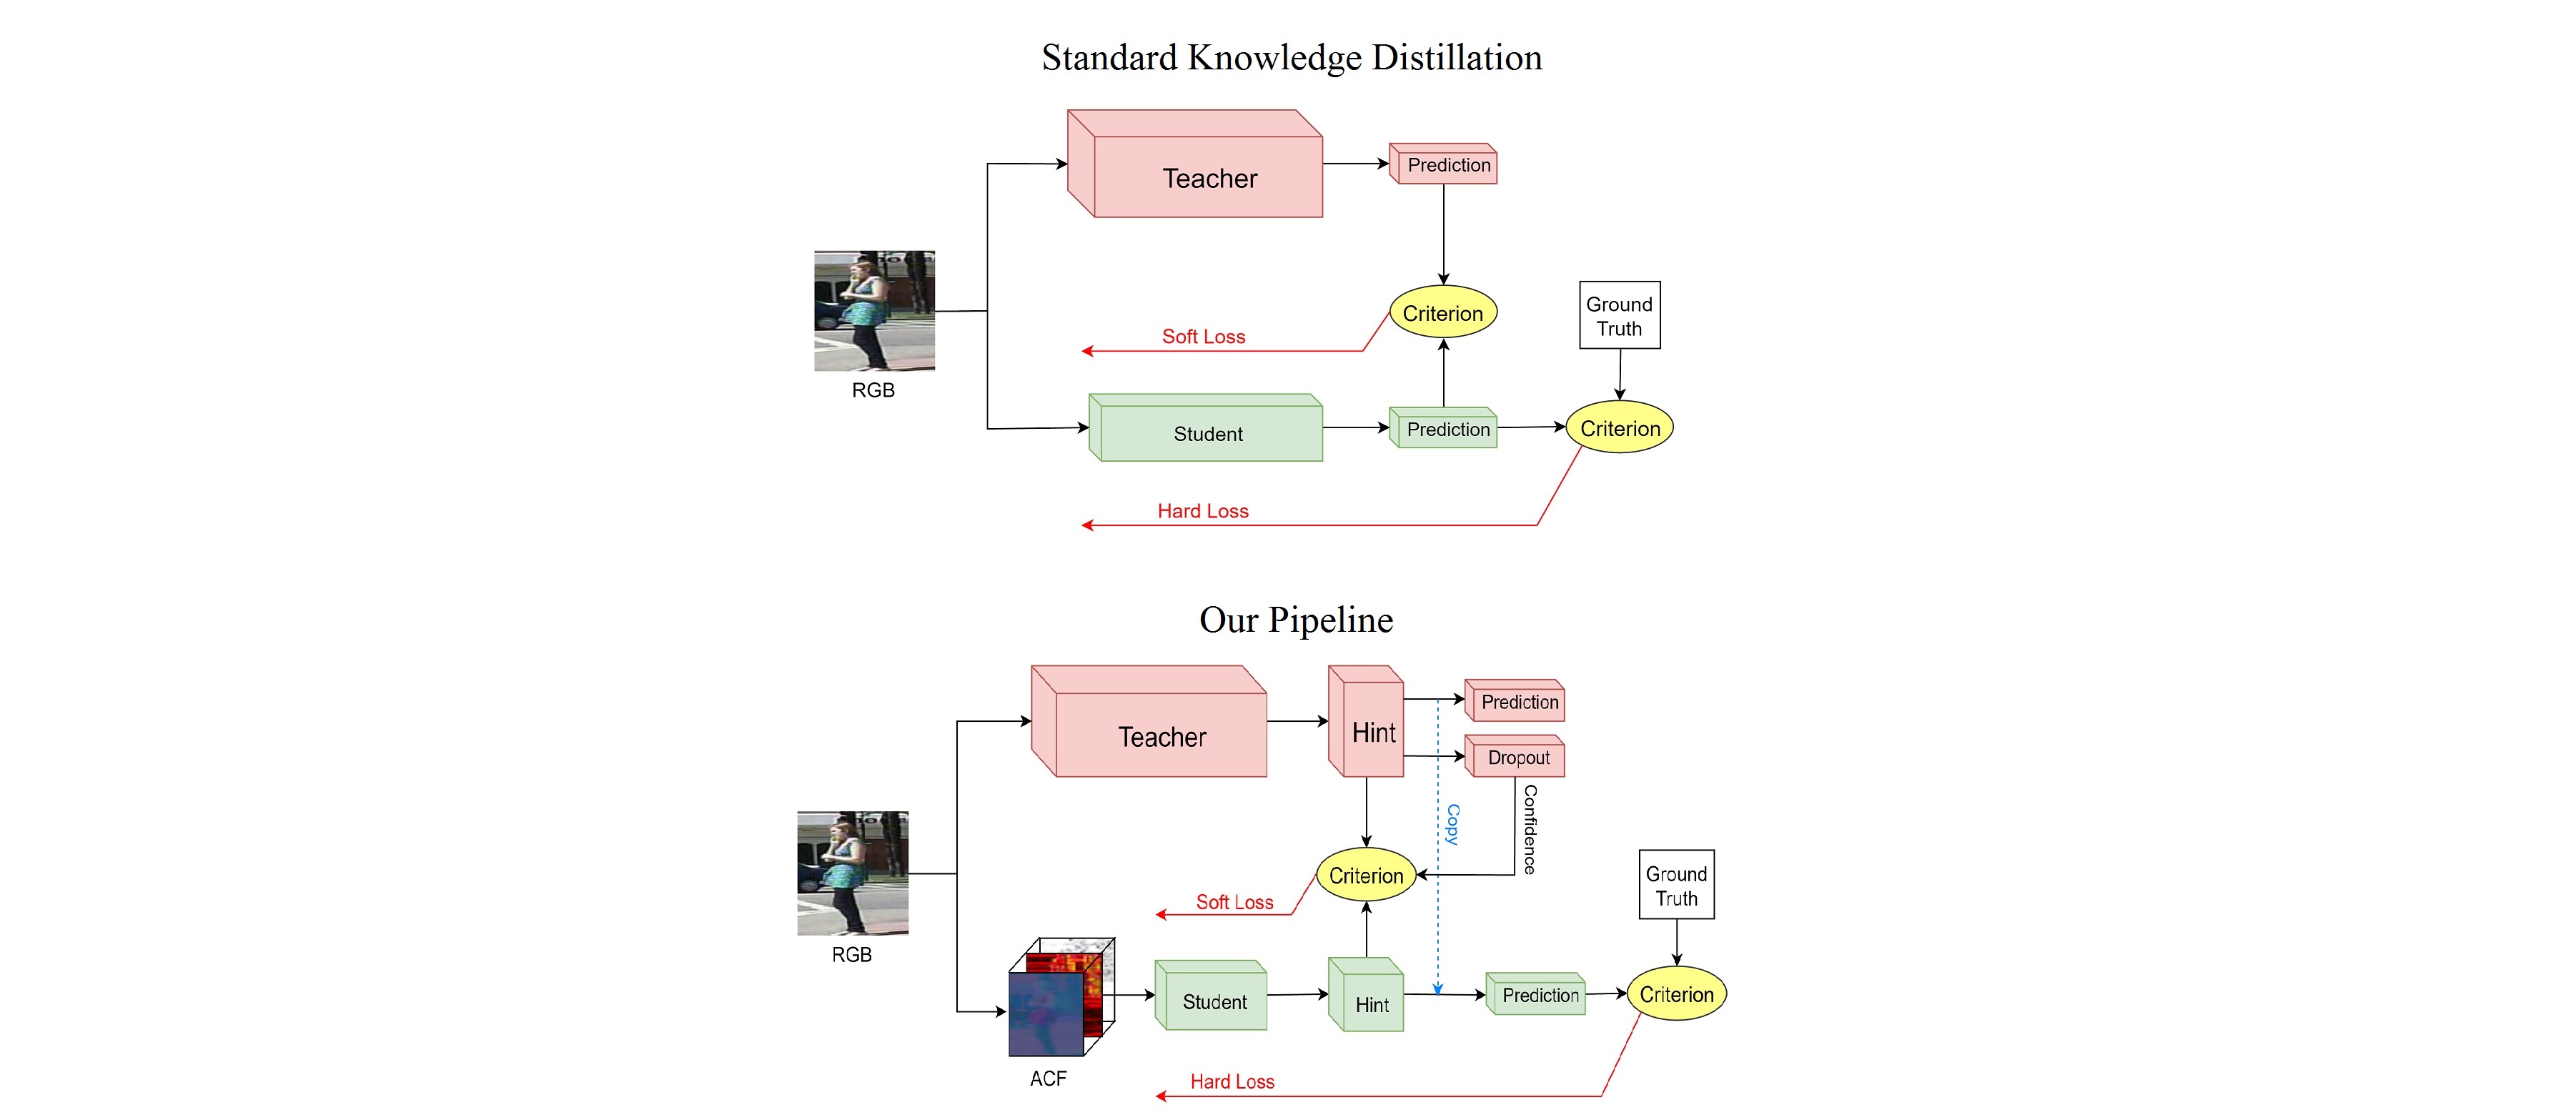 Standard Knowledge Distillation
Teacher
Prediction
Criterion
Ground
Truth
Soft Loss
RGB
Student
Prediction
Criterion
Hard Loss
Our Pipeline
Teacher
Hint
Prediction
Dropout
Confidence
Copy
Criterion
Ground
Truth
Soft Loss
RGB
Student
Hint
Prediction
Criterion
ACF
Hard Loss